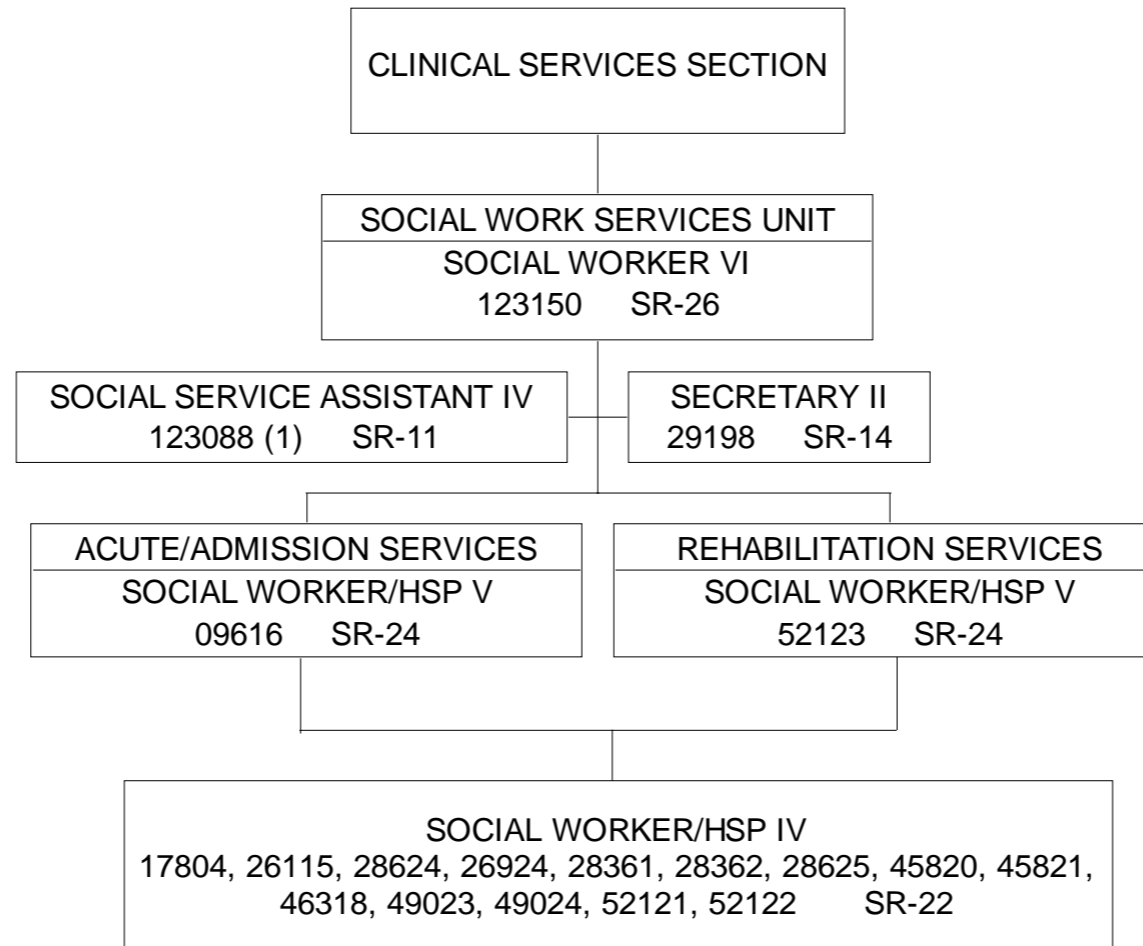 CLINICAL SERVICES SECTION
SOCIAL WORK SERVICES UNIT
SOCIAL WORKER VI
123150 SR-26
SOCIAL SERVICE ASSISTANT IV
123088 (1) SR-11
SECRETARY II
29198 SR-14
ACUTE/ADMISSION SERVICES
SOCIAL WORKER/HSP V
09616 SR-24
REHABILITATION SERVICES
SOCIAL WORKER/HSP V
52123 SR-24
SOCIAL WORKER/HSP IV
17804, 26115, 28624, 26924, 28361, 28362, 28625, 45820, 45821,
46318, 49023, 49024, 52121, 52122 SR-22